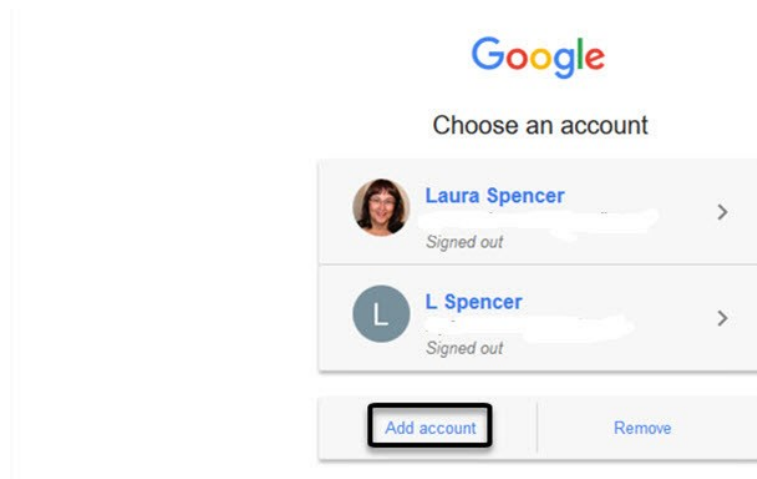 Google
Choose an account
Laura Spencer
Signed out
L
L Spencer
Signed out
Add account
Remove